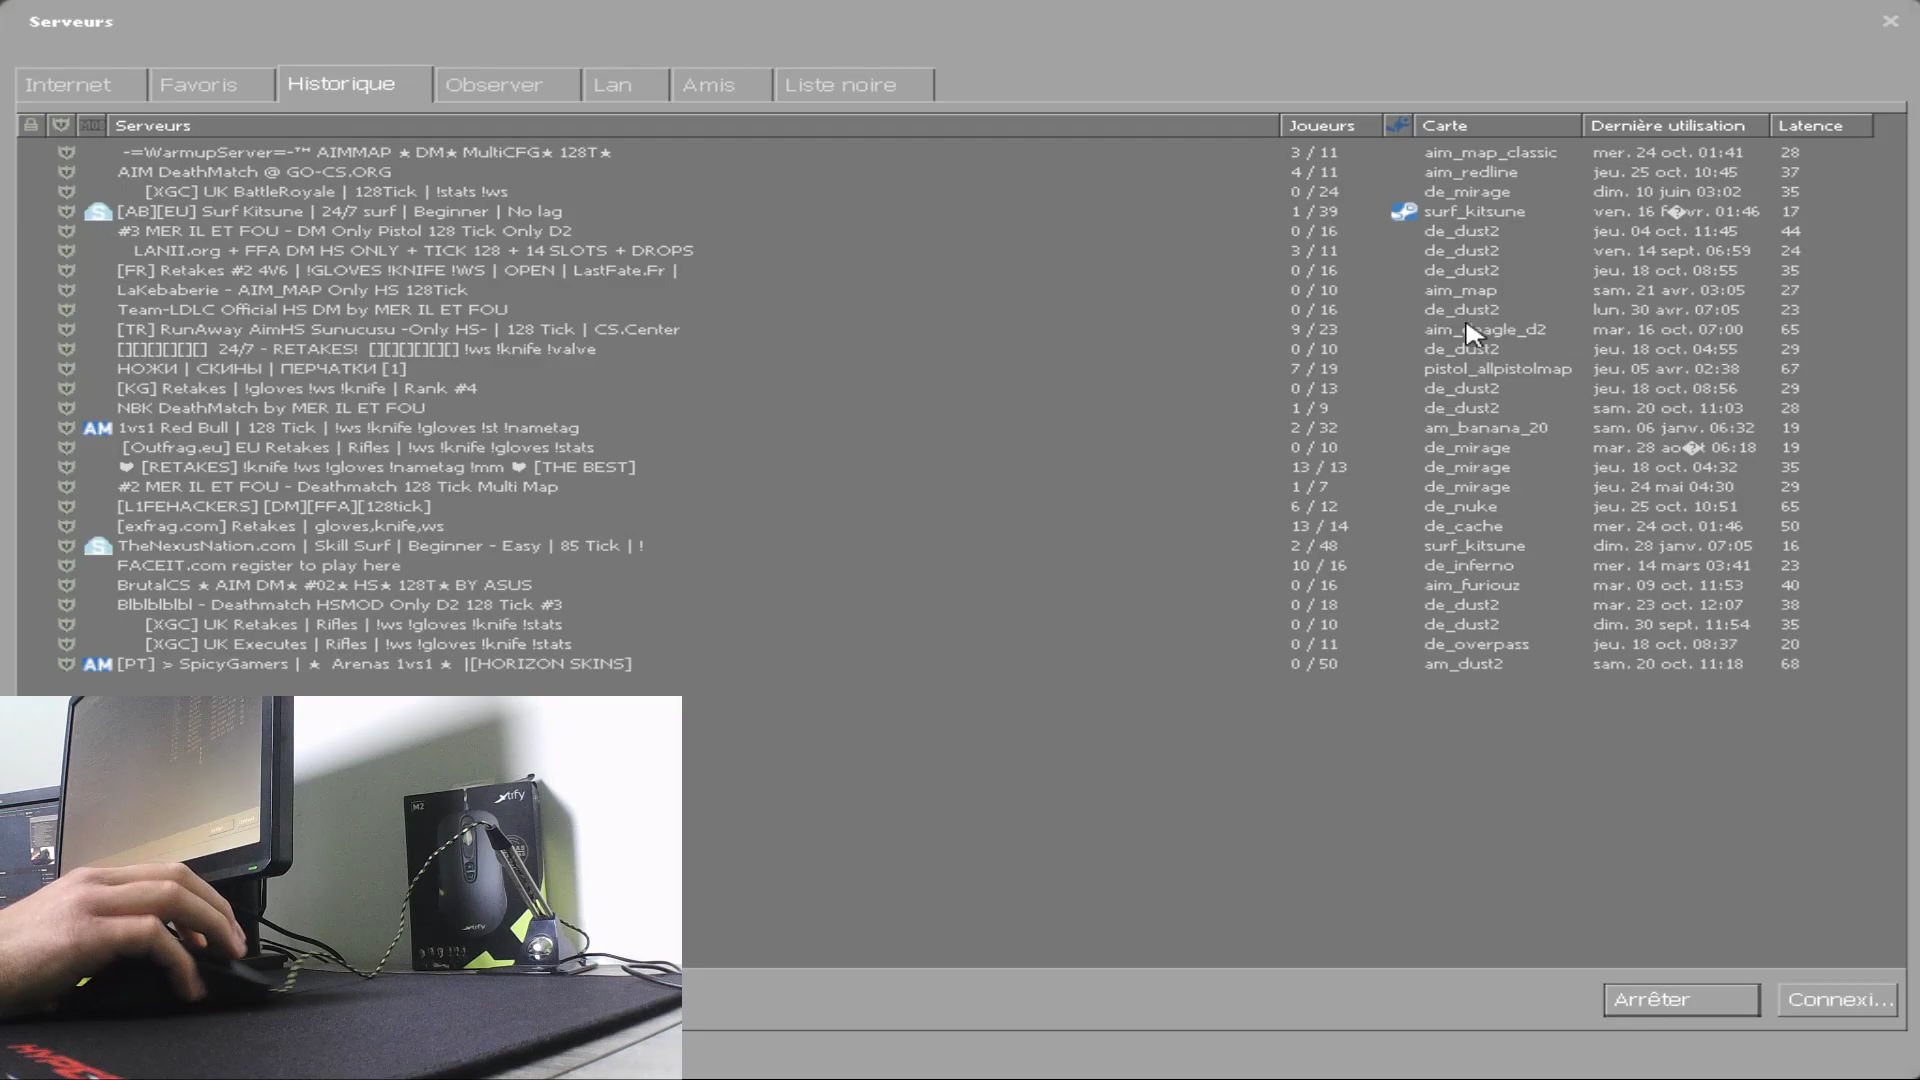 Serveurs
Internet Favoris Historique Observer Lan Amis Liste noire
Serveurs Joueurs Carte Dernière utilisation Latence
-=WarmupServer=-™ AIMMAP ★ DM★ MultiCFG★ 128T★ 3 / 11 aim_map_classic mer. 24 oct. 01:41 28
AIM DeathMatch @ GO-CS.ORG 4 / 11 aim_redline jeu. 25 oct. 10:45 37
[XGC] UK BattleRoyale | 128Tick | !stats !ws 0 / 24 de_mirage dim. 10 juin 03:02 35
[AB][EU] Surf Kitsune | 24/7 surf | Beginner | No lag 1 / 39 surf_kitsune ven. 16 f�vr. 01:46 17
#3 MER IL ET FOU - DM Only Pistol 128 Tick Only D2 0 / 16 de_dust2 jeu. 04 oct. 11:45 44
LANII.org + FFA DM HS ONLY + TICK 128 + 14 SLOTS + DROPS 3 / 11 de_dust2 ven. 14 sept. 06:59 24
[FR] Retakes #2 4V6 | !GLOVES !KNIFE !WS | OPEN | LastFate.Fr | 0 / 16 de_dust2 jeu. 18 oct. 08:55 35
LaKebaberie - AIM_MAP Only HS 128Tick 0 / 10 aim_map sam. 21 avr. 03:05 27
Team-LDLC Official HS DM by MER IL ET FOU 0 / 16 de_dust2 lun. 30 avr. 07:05 23
[TR] RunAway AimHS Sunucusu -Only HS- | 128 Tick | CS.Center 9 / 23 aim_deagle_d2 mar. 16 oct. 07:00 65
[][][][][][] 24/7 - RETAKES! [][][][][][] !ws !knife !valve 0 / 10 de_dust2 jeu. 18 oct. 04:55 29
НОЖИ | СКИНЫ | ПЕРЧАТКИ [1] 7 / 19 pistol_allpistolmap jeu. 05 avr. 02:38 67
[KG] Retakes | !gloves !ws !knife | Rank #4 0 / 13 de_dust2 jeu. 18 oct. 08:56 29
NBK DeathMatch by MER IL ET FOU 1 / 9 de_dust2 sam. 20 oct. 11:03 28
AM 1vs1 Red Bull | 128 Tick | !ws !knife !gloves !st !nametag 2 / 32 am_banana_20 sam. 06 janv. 06:32 19
[Outfrag.eu] EU Retakes | Rifles | !ws !knife !gloves !stats 0 / 10 de_mirage mar. 28 ao�t 06:18 19
❤ [RETAKES] !knife !ws !gloves !nametag !mm ❤ [THE BEST] 13 / 13 de_mirage jeu. 18 oct. 04:32 35
#2 MER IL ET FOU - Deathmatch 128 Tick Multi Map 1 / 7 de_mirage jeu. 24 mai 04:30 29
[L1FEHACKERS] [DM][FFA][128tick] 6 / 12 de_nuke jeu. 25 oct. 10:51 65
[exfrag.com] Retakes | gloves,knife,ws 13 / 14 de_cache mer. 24 oct. 01:46 50
TheNexusNation.com | Skill Surf | Beginner - Easy | 85 Tick | ! 2 / 48 surf_kitsune dim. 28 janv. 07:05 16
FACEIT.com register to play here 10 / 16 de_inferno mer. 14 mars 03:41 23
BrutalCS ★ AIM DM★ #02★ HS★ 128T★ BY ASUS 0 / 16 aim_furiouz mar. 09 oct. 11:53 40
Blblblblbl - Deathmatch HSMOD Only D2 128 Tick #3 0 / 18 de_dust2 mar. 23 oct. 12:07 38
[XGC] UK Retakes | Rifles | !ws !gloves !knife !stats 0 / 10 de_dust2 dim. 30 sept. 11:54 35
[XGC] UK Executes | Rifles | !ws !gloves !knife !stats 0 / 11 de_overpass jeu. 18 oct. 08:37 20
AM [PT] > SpicyGamers | ★ Arenas 1vs1 ★ |[HORIZON SKINS] 0 / 50 am_dust2 sam. 20 oct. 11:18 68
M2 xtrfy
xtrfy
Arrêter Connexi...